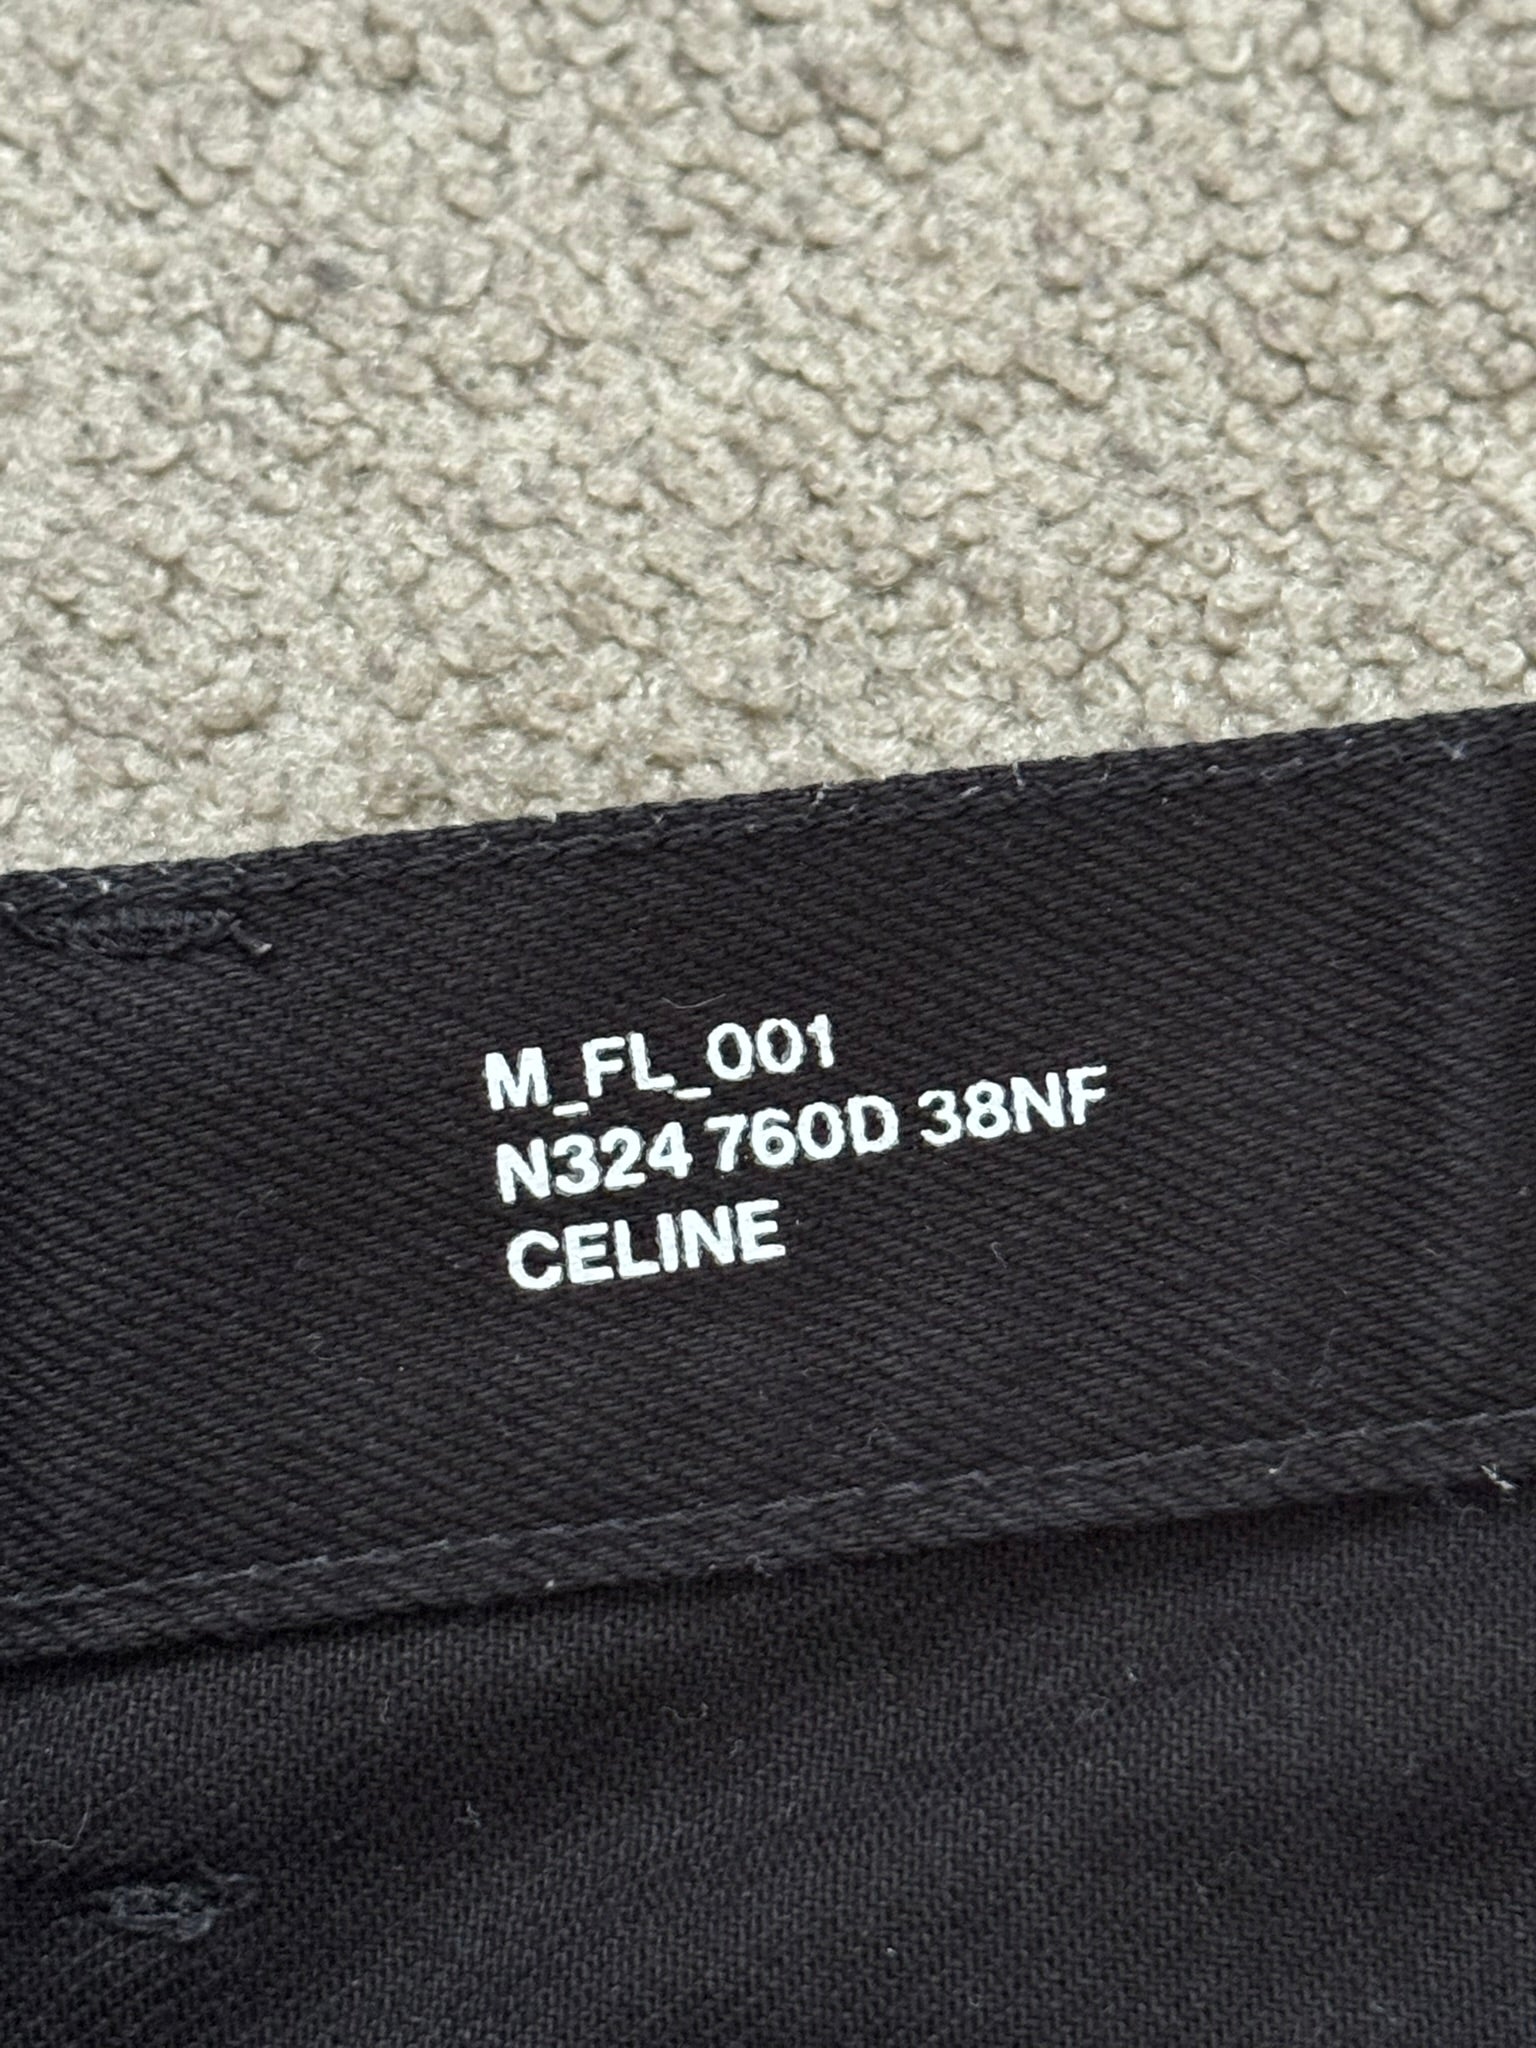 M_FL_001
N324 760D 38NF
CELINE